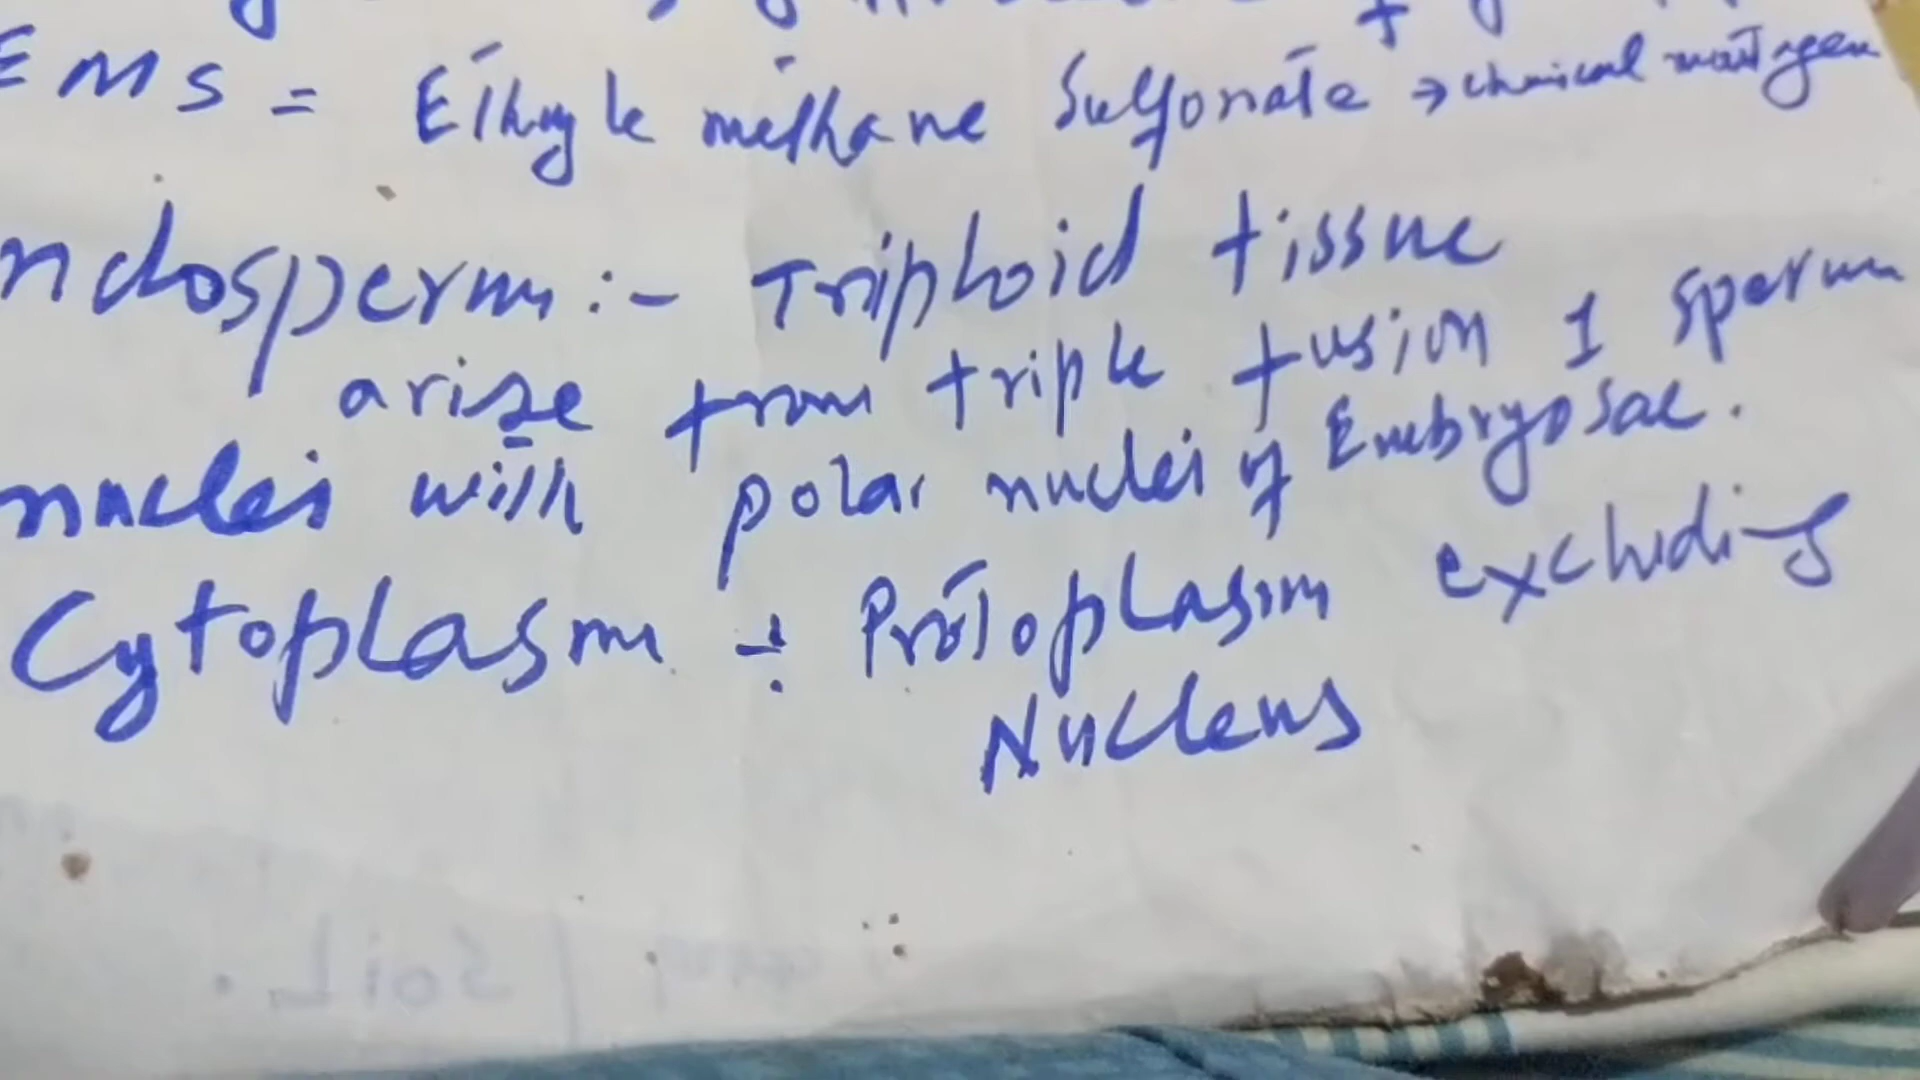 EMS = Ethyle methane Sulfonate → chemical mutagen
ndosperm :- Triploid tissue
arise from triple fusion 1 sperm
nuclei with polar nuclei of Embryosac.
Cytoplasm :- Protoplasm excluding
Nucleus